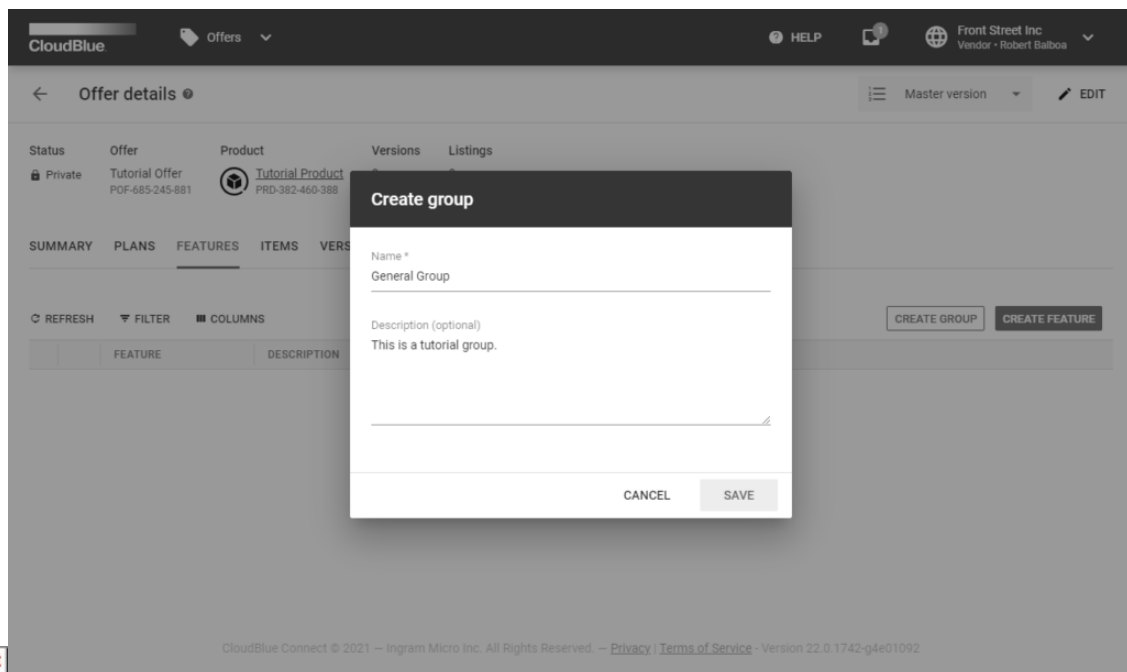 CloudBlue
Offers
HELP
1
Front Street Inc
Vendor • Robert Balboa
Offer details
Master version
EDIT
Status
Offer
Product
Versions
Listings
Private
Tutorial Offer
POF-685-245-881
Tutorial Product
PRD-382-460-388
SUMMARY PLANS FEATURES ITEMS VERS
REFRESH FILTER COLUMNS
CREATE GROUP CREATE FEATURE
FEATURE DESCRIPTION
Create group
Name *
General Group
Description (optional)
This is a tutorial group.
CANCEL SAVE
CloudBlue Connect © 2021 — Ingram Micro Inc. All Rights Reserved. — Privacy | Terms of Service - Version 22.0.1742-g4e01092